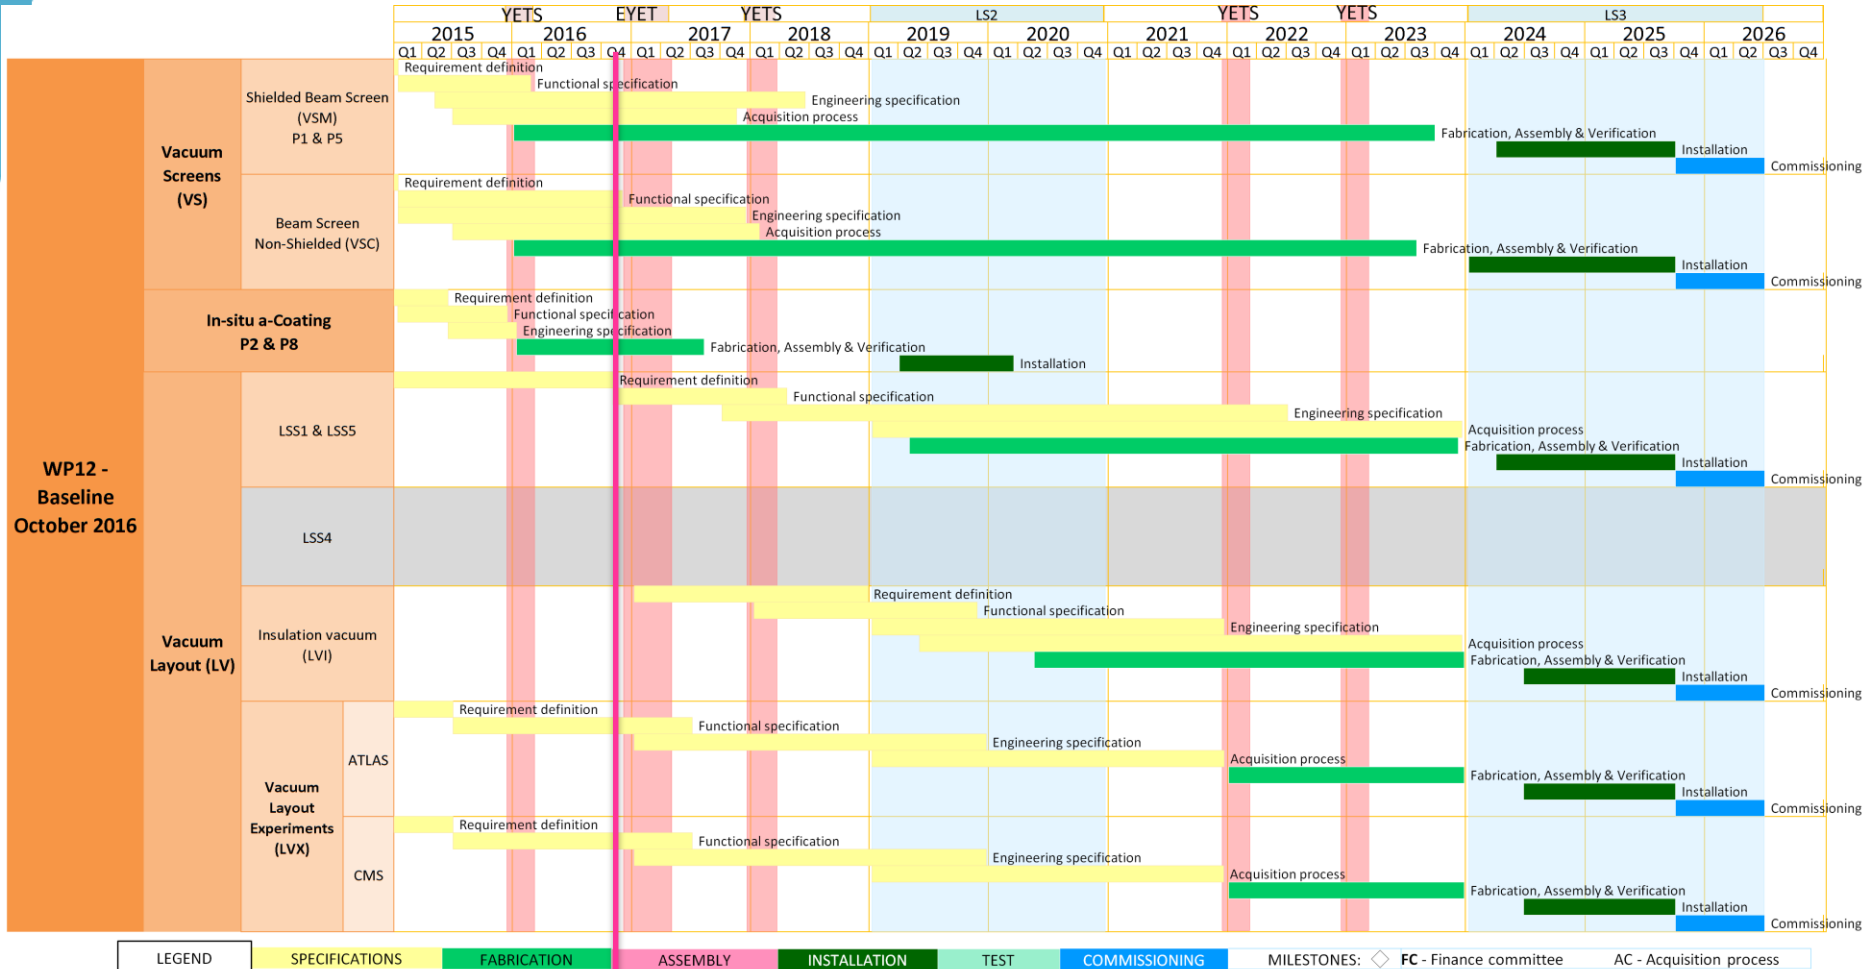 YETS EYET YETS LS2 YETS YETS LS3
2015 2016 2017 2018 2019 2020 2021 2022 2023 2024 2025 2026
Q1 Q2 Q3 Q4 Q1 Q2 Q3 Q4 Q1 Q2 Q3 Q4 Q1 Q2 Q3 Q4 Q1 Q2 Q3 Q4 Q1 Q2 Q3 Q4 Q1 Q2 Q3 Q4 Q1 Q2 Q3 Q4 Q1 Q2 Q3 Q4 Q1 Q2 Q3 Q4 Q1 Q2 Q3 Q4 Q1 Q2 Q3 Q4
WP12 -
Baseline
October 2016
Vacuum
Screens
(VS)
Shielded Beam Screen
(VSM)
P1 & P5
Requirement definition
Functional specification
Engineering specification
Acquisition process
Fabrication, Assembly & Verification
Installation
Commissioning
Beam Screen
Non-Shielded (VSC)
Requirement definition
Functional specification
Engineering specification
Acquisition process
Fabrication, Assembly & Verification
Installation
Commissioning
In-situ a-Coating
P2 & P8
Requirement definition
Functional specification
Engineering specification
Fabrication, Assembly & Verification
Installation
Vacuum
Layout (LV)
LSS1 & LSS5
Requirement definition
Functional specification
Engineering specification
Acquisition process
Fabrication, Assembly & Verification
Installation
Commissioning
LSS4
Insulation vacuum
(LVI)
Requirement definition
Functional specification
Engineering specification
Acquisition process
Fabrication, Assembly & Verification
Installation
Commissioning
Vacuum
Layout
Experiments
(LVX)
ATLAS
Requirement definition
Functional specification
Engineering specification
Acquisition process
Fabrication, Assembly & Verification
Installation
Commissioning
CMS
Requirement definition
Functional specification
Engineering specification
Acquisition process
Fabrication, Assembly & Verification
Installation
Commissioning
LEGEND SPECIFICATIONS FABRICATION ASSEMBLY INSTALLATION TEST COMMISSIONING MILESTONES: FC - Finance committee AC - Acquisition process